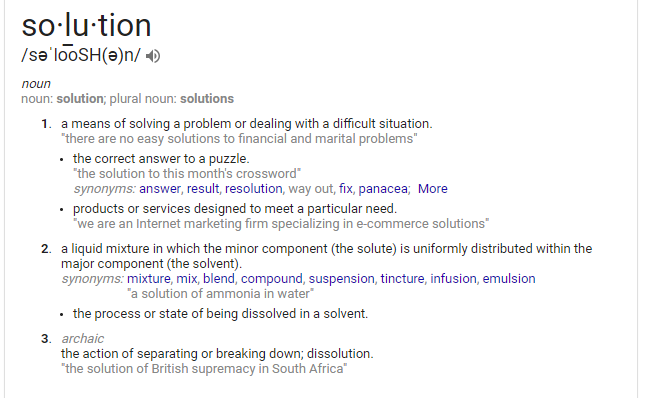 so·lu·tion
/səˈlo͞oSH(ə)n/
noun
noun: solution; plural noun: solutions
1. a means of solving a problem or dealing with a difficult situation.
"there are no easy solutions to financial and marital problems"
• the correct answer to a puzzle.
"the solution to this month's crossword"
synonyms: answer, result, resolution, way out, fix, panacea; More
• products or services designed to meet a particular need.
"we are an Internet marketing firm specializing in e-commerce solutions"
2. a liquid mixture in which the minor component (the solute) is uniformly distributed within the
major component (the solvent).
synonyms: mixture, mix, blend, compound, suspension, tincture, infusion, emulsion
"a solution of ammonia in water"
• the process or state of being dissolved in a solvent.
3. archaic
the action of separating or breaking down; dissolution.
"the solution of British supremacy in South Africa"